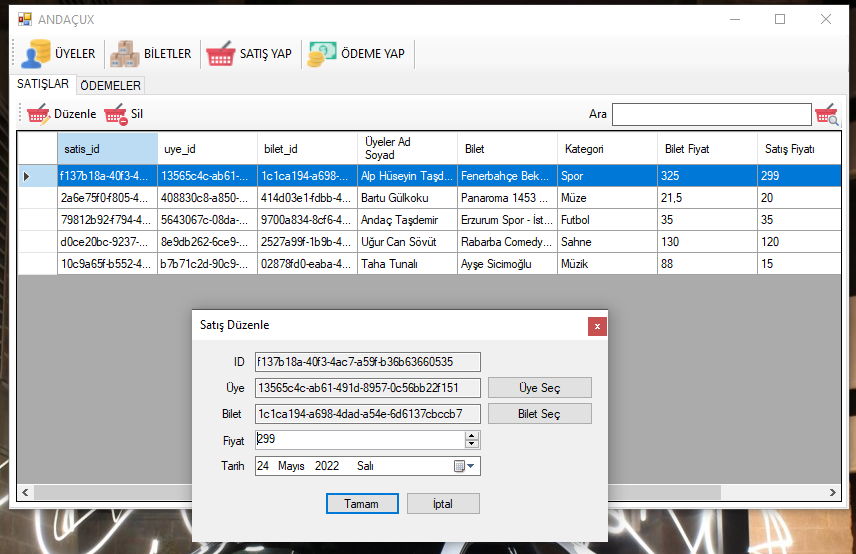 ANDAÇUX
ÜYELER BİLETLER SATIŞ YAP ÖDEME YAP
SATIŞLAR ÖDEMELER
Düzenle Sil Ara
satis_id uye_id bilet_id Üyeler Ad Soyad Bilet Kategori Bilet Fiyat Satış Fiyatı
f137b18a-40f3-4... 13565c4c-ab61-... 1c1ca194-a698-... Alp Hüseyin Taşd... Fenerbahçe Bek... Spor 325 299
2a6e75f0-f805-4... 408830c8-a850-... 414d03e1-fdbb-4... Bartu Gülkoku Panaroma 1453 ... Müze 21,5 20
79812b92-f794-4... 5643067c-08da-... 9700a834-8cf6-4... Andaç Taşdemir Erzurum Spor - İst... Futbol 35 35
d0ce20bc-9237-... 8e9db262-6ce9-... 2527a99f-1b9b-4... Uğur Can Sövüt Rabarba Comedy... Sahne 130 120
10c9a65f-b552-4... b7b71c2d-90c9-... 02878fd0-eaba-4... Taha Tunalı Ayşe Sicimoğlu Müzik 88 15
Satış Düzenle x
ID f137b18a-40f3-4ac7-a59f-b36b63660535
Üye 13565c4c-ab61-491d-8957-0c56bb22f151 Üye Seç
Bilet 1c1ca194-a698-4dad-a54e-6d6137cbccb7 Bilet Seç
Fiyat 299
Tarih 24 Mayıs 2022 Salı
Tamam İptal